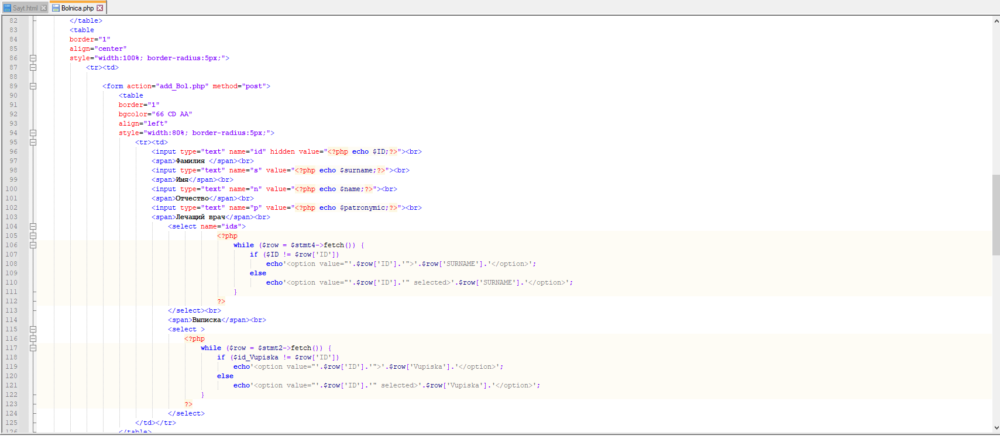 Sayt.html
Bolnica.php
82 </table>
83 <table
84 border="1"
85 align="center"
86 style="width:100%; border-radius:5px;">
87 <tr><td>
88
89 <form action="add_Bol.php" method="post">
90 <table
91 border="1"
92 bgcolor="66 CD AA"
93 align="left"
94 style="width:80%; border-radius:5px;">
95 <tr><td>
96 <input type="text" name="id" hidden value="<?php echo $ID;?>"><br>
97 <span>Фамилия </span><br>
98 <input type="text" name="s" value="<?php echo $surname;?>"><br>
99 <span>Имя</span><br>
100 <input type="text" name="n" value="<?php echo $name;?>"><br>
101 <span>Отчество</span><br>
102 <input type="text" name="p" value="<?php echo $patronymic;?>"><br>
103 <span>Лечащий врач</span><br>
104 <select name="ids">
105 <?php
106 while ($row = $stmt4->fetch()) {
107 if ($ID != $row['ID'])
108 echo'<option value="'.$row['ID'].'">'.$row['SURNAME'].'</option>';
109 else
110 echo'<option value="'.$row['ID'].'" selected>'.$row['SURNAME'].'</option>';
111 }
112 ?>
113 </select><br>
114 <span>Выписка</span><br>
115 <select >
116 <?php
117 while ($row = $stmt2->fetch()) {
118 if ($id_Vupiska != $row['ID'])
119 echo'<option value="'.$row['ID'].'">'.$row['Vupiska'].'</option>';
120 else
121 echo'<option value="'.$row['ID'].'" selected>'.$row['Vupiska'].'</option>';
122 }
123 ?>
124 </select>
125 </td></tr>
126 </table>